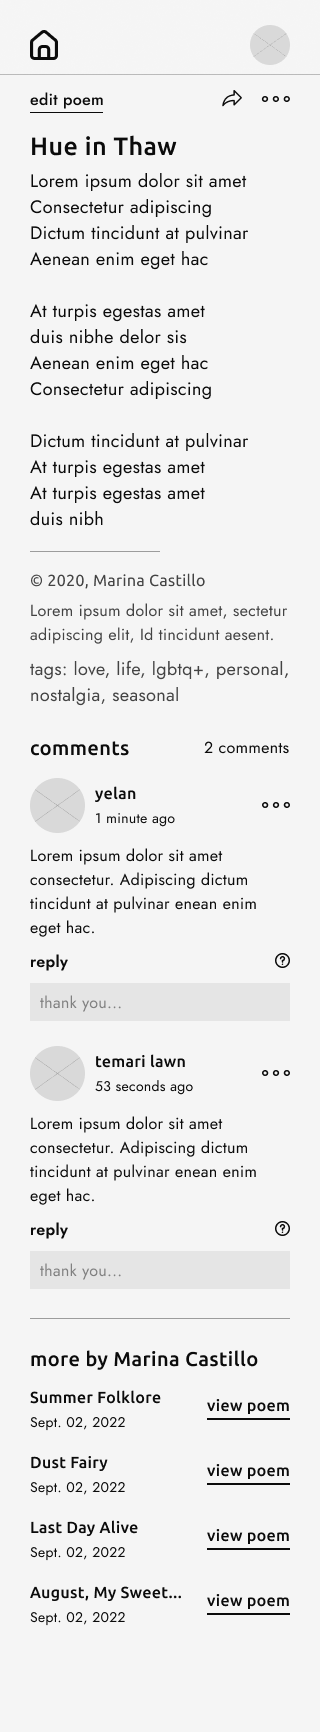 edit poem
Hue in Thaw
Lorem ipsum dolor sit amet
Consectetur adipiscing
Dictum tincidunt at pulvinar
Aenean enim eget hac
At turpis egestas amet
duis nibhe delor sis
Aenean enim eget hac
Consectetur adipiscing
Dictum tincidunt at pulvinar
At turpis egestas amet
At turpis egestas amet
duis nibh
© 2020, Marina Castillo
Lorem ipsum dolor sit amet, sectetur
adipiscing elit, Id tincidunt aesent.
tags: love, life, lgbtq+, personal,
nostalgia, seasonal
comments 2 comments
yelan
1 minute ago
Lorem ipsum dolor sit amet
consectetur. Adipiscing dictum
tincidunt at pulvinar enean enim
eget hac.
reply ?
thank you...
temari lawn
53 seconds ago
Lorem ipsum dolor sit amet
consectetur. Adipiscing dictum
tincidunt at pulvinar enean enim
eget hac.
reply ?
thank you...
more by Marina Castillo
Summer Folklore
Sept. 02, 2022
view poem
Dust Fairy
Sept. 02, 2022
view poem
Last Day Alive
Sept. 02, 2022
view poem
August, My Sweet...
Sept. 02, 2022
view poem